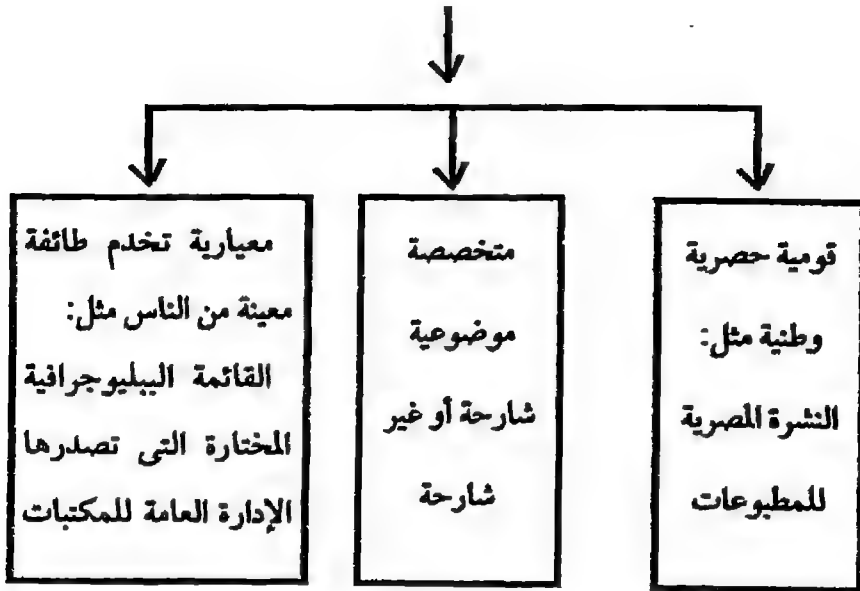 قومية حصرية
وطنية مثل:
النشرة المصرية
للمطبوعات
متخصصة
موضوعية
شارحة أو غير
شارحة
معيارية تخدم طائفة
معينة من الناس مثل:
القائمة الببليوجرافية
المختارة التى تصدرها
الإدارة العامة للمكتبات